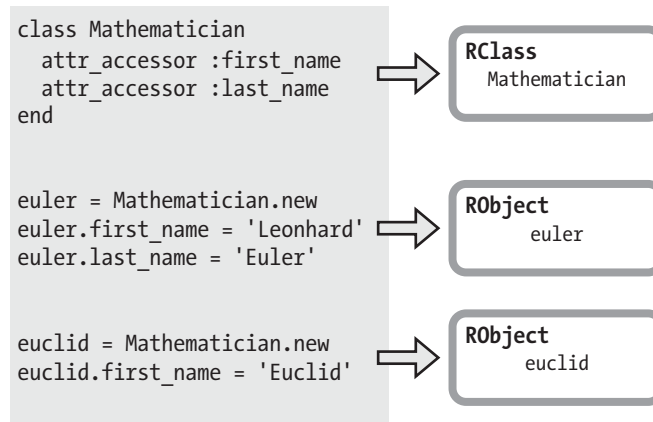 class Mathematician
  attr_accessor :first_name
  attr_accessor :last_name
end
RClass
Mathematician
euler = Mathematician.new
euler.first_name = 'Leonhard'
euler.last_name = 'Euler'
RObject
euler
euclid = Mathematician.new
euclid.first_name = 'Euclid'
RObject
euclid